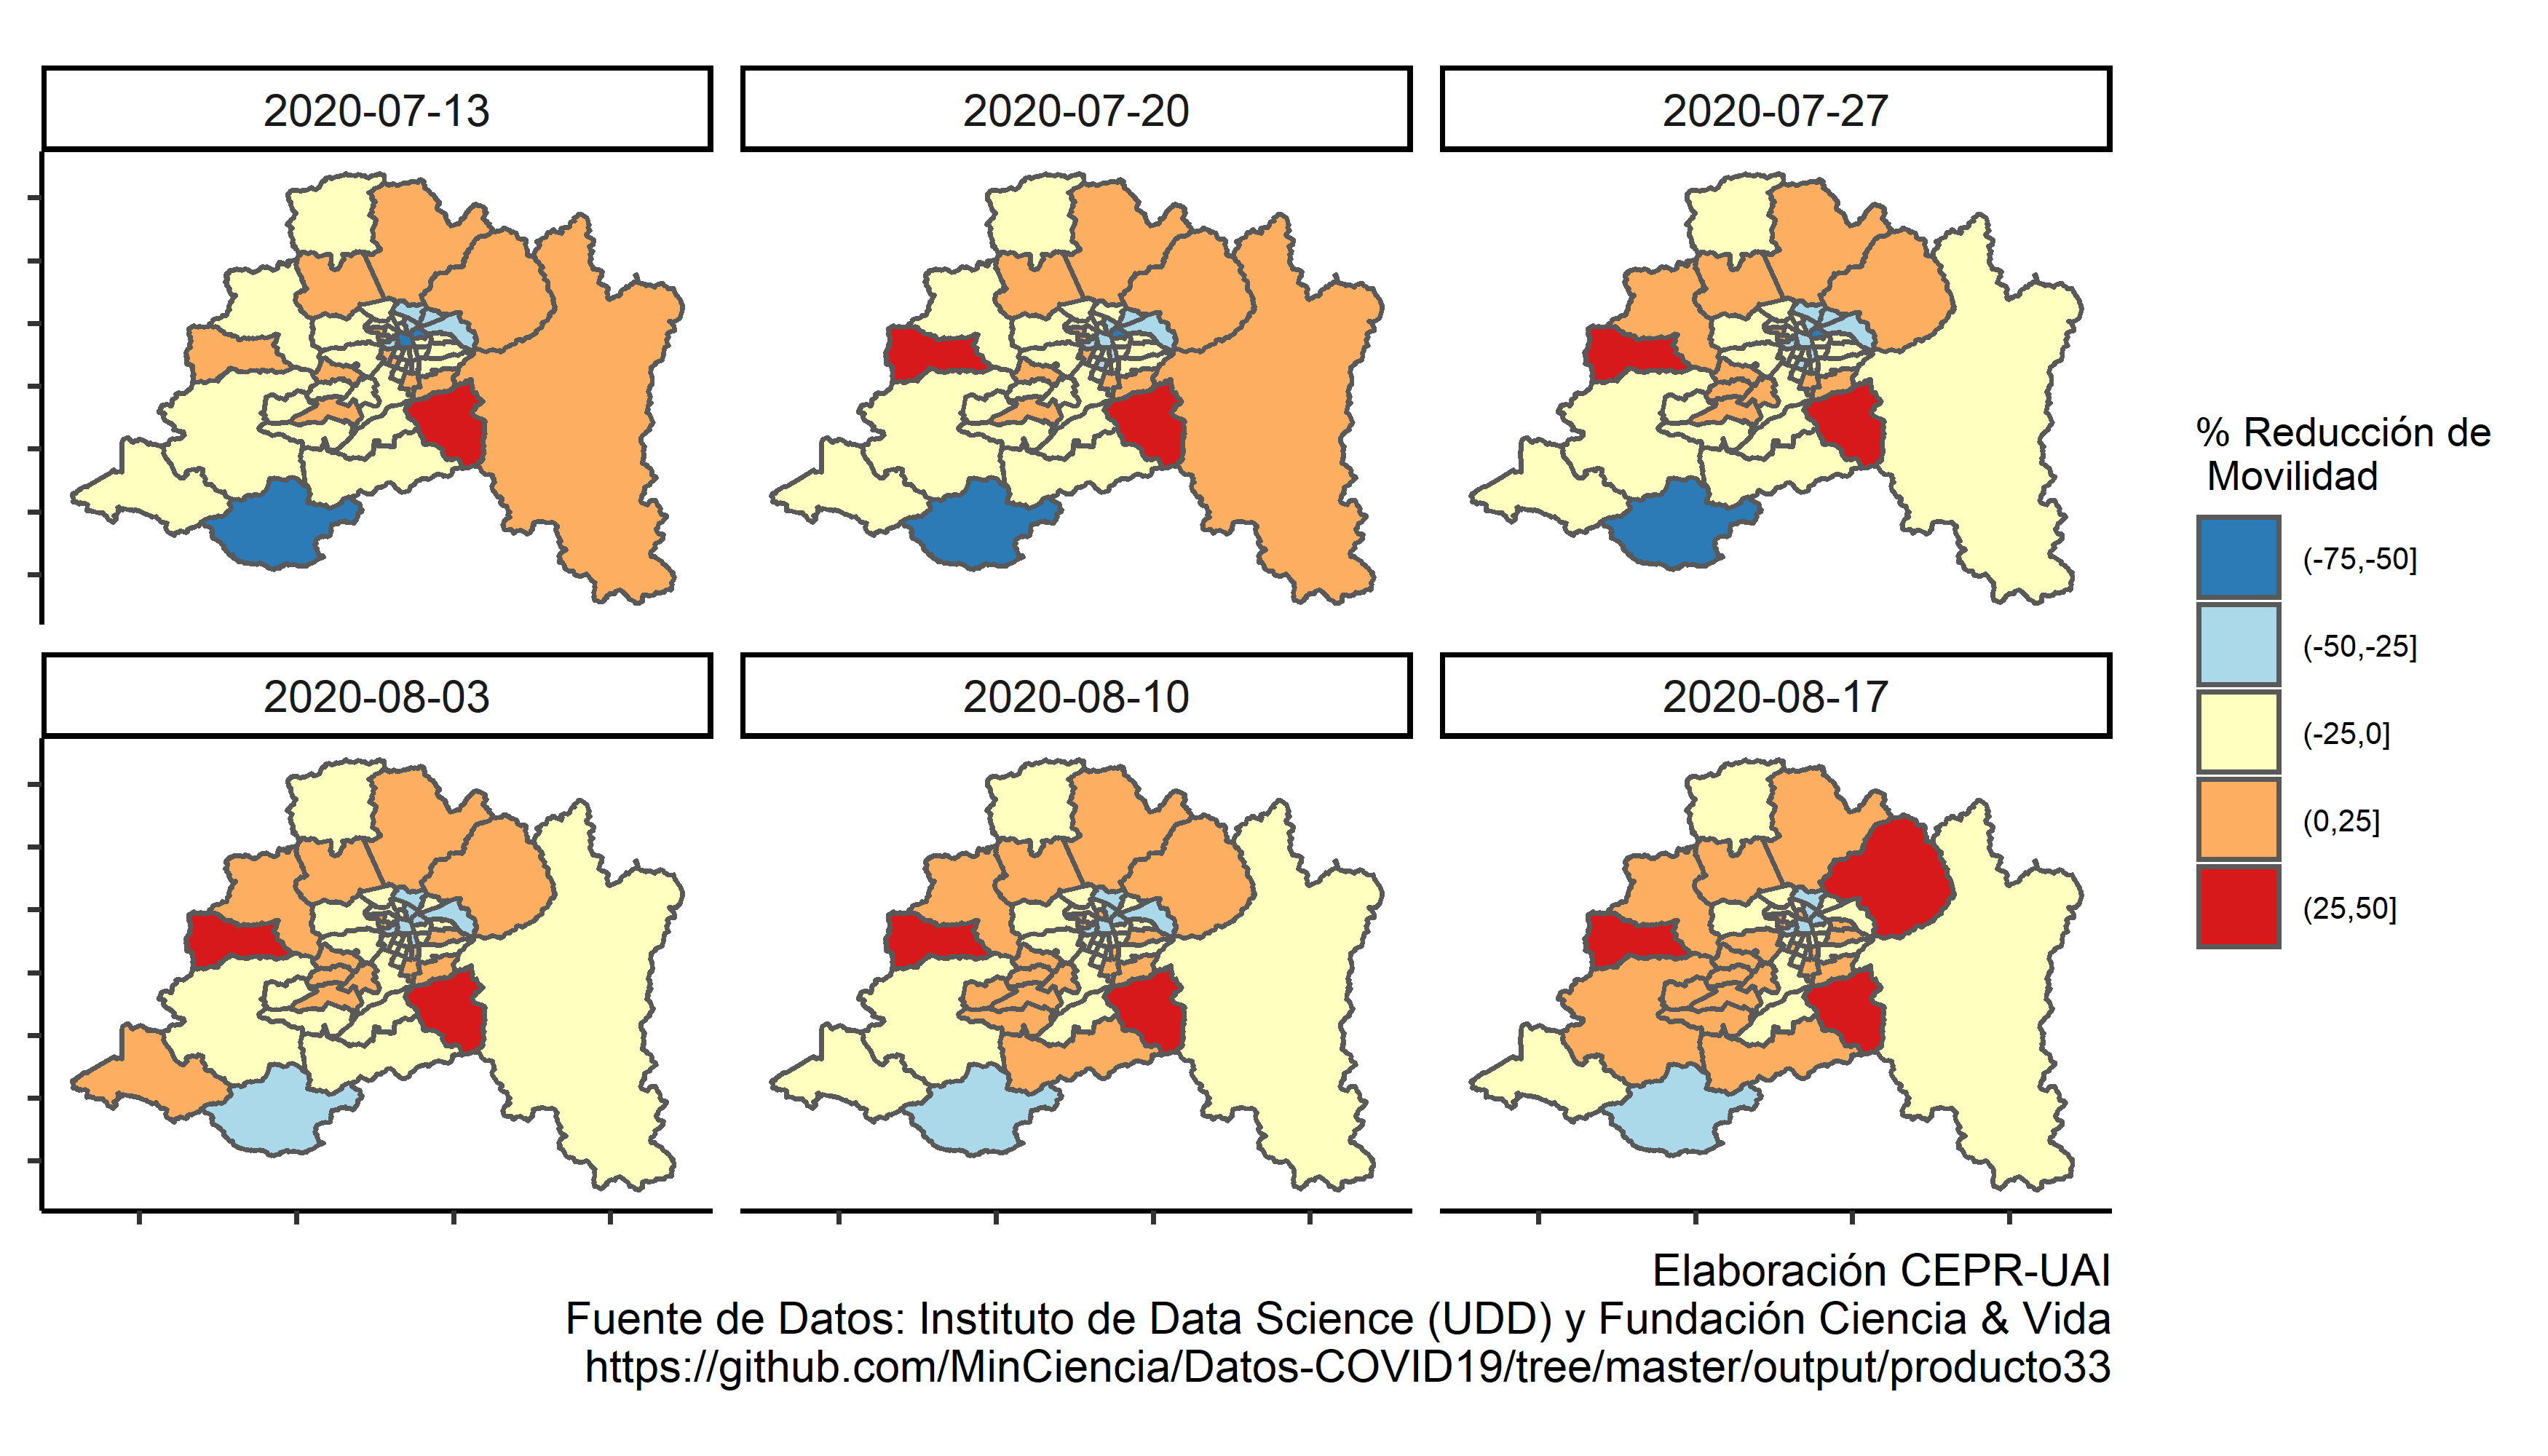 2020-07-13
2020-07-20
2020-07-27
2020-08-03
2020-08-10
2020-08-17
% Reducción de
Movilidad
(-75,-50]
(-50,-25]
(-25,0]
(0,25]
(25,50]
Elaboración CEPR-UAI
Fuente de Datos: Instituto de Data Science (UDD) y Fundación Ciencia & Vida
https://github.com/MinCiencia/Datos-COVID19/tree/master/output/producto33